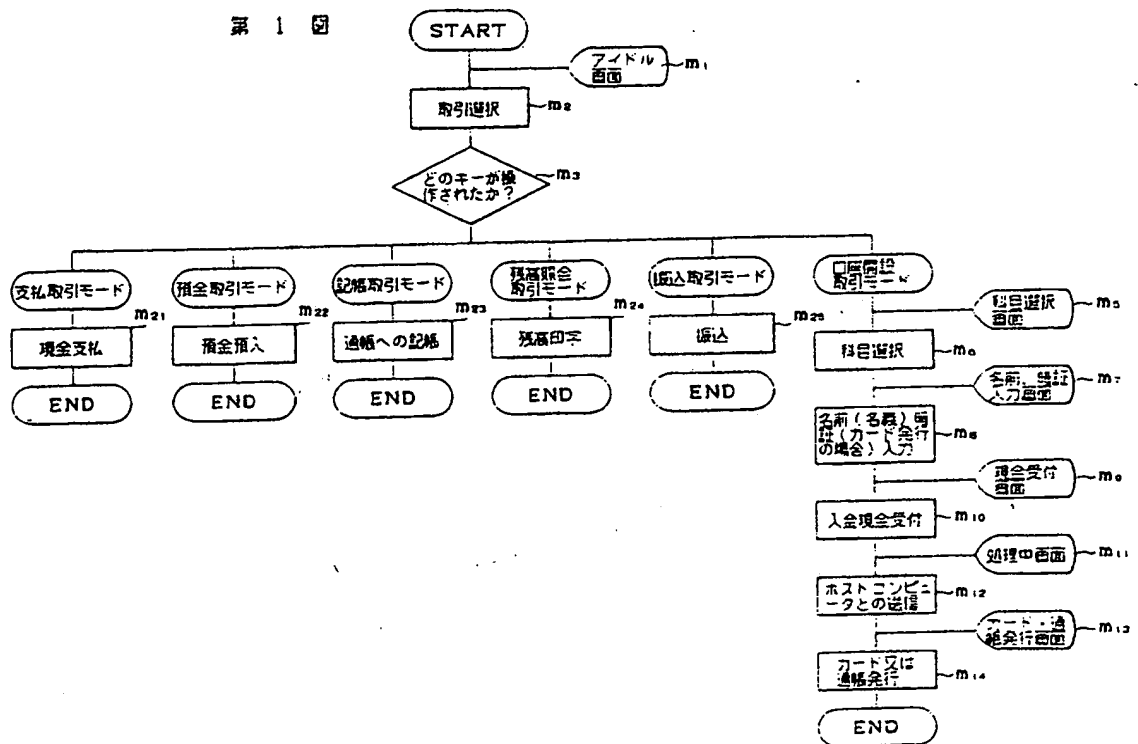 第 1 図
START
アイドル
画面
m1
取引選択
m2
どのキーが操
作されたか？
m3
支払取引モード
預金取引モード
記帳取引モード
残高照会
取引モード
振込取引モード
口座開設
取引モード
m21
現金支払
m22
預金預入
m23
通帳への記帳
m24
残高印字
m25
振込
END
END
END
END
END
科目選択
画面
m5
科目選択
m6
入力画面
m7
名前（名義）暗
証（カード発行
の場合）入力
m8
現金受付
画面
m9
入金現金受付
m10
処理中画面
m11
ホストコンピュ
ータとの送信
m12
カード・通
帳発行画面
m13
カード又は
通帳発行
m14
END